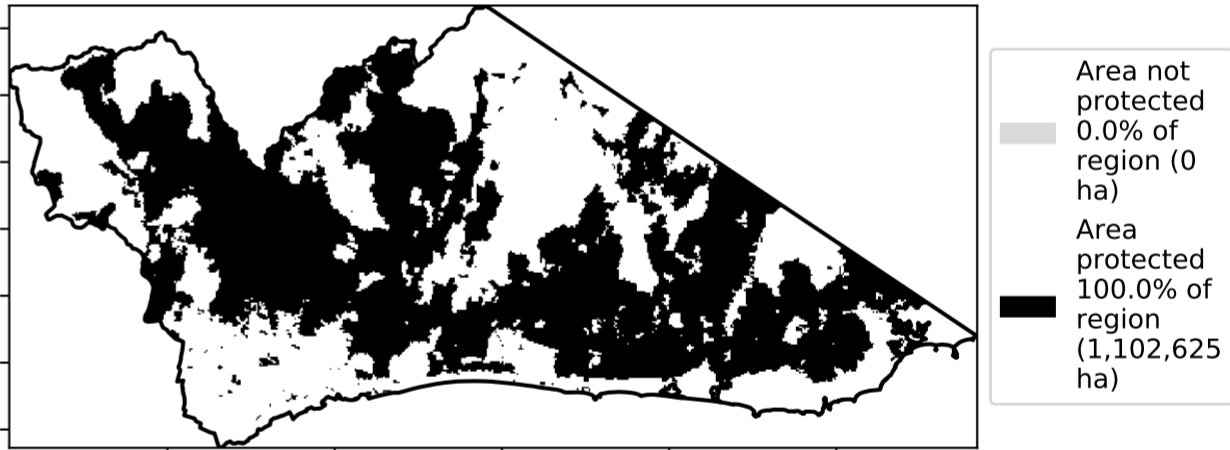 Area not
protected
0.0% of
region (0
ha)
Area
protected
100.0% of
region
(1,102,625
ha)